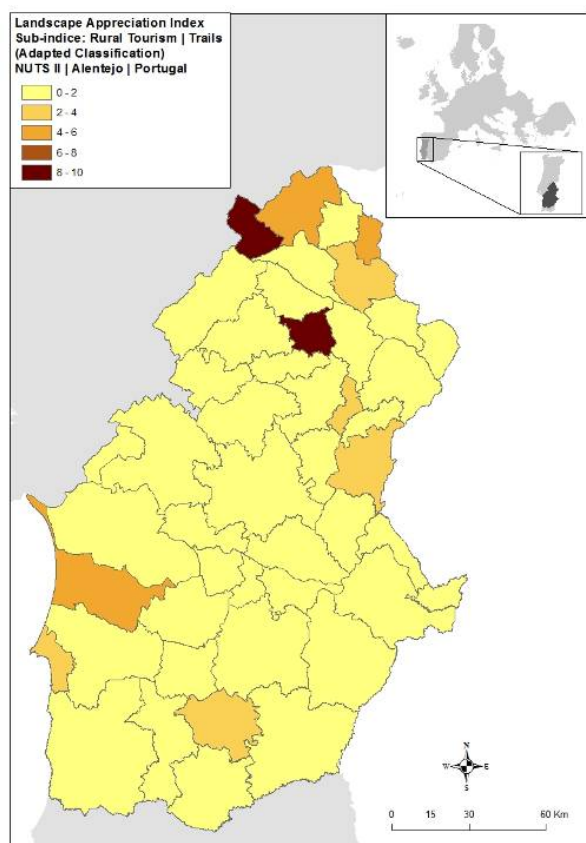 Landscape Appreciation Index
Sub-indice: Rural Tourism | Trails
(Adapted Classification)
NUTS II | Alentejo | Portugal
0 - 2
2 - 4
4 - 6
6 - 8
8 - 10
N
W E
S
0 15 30 60 Km